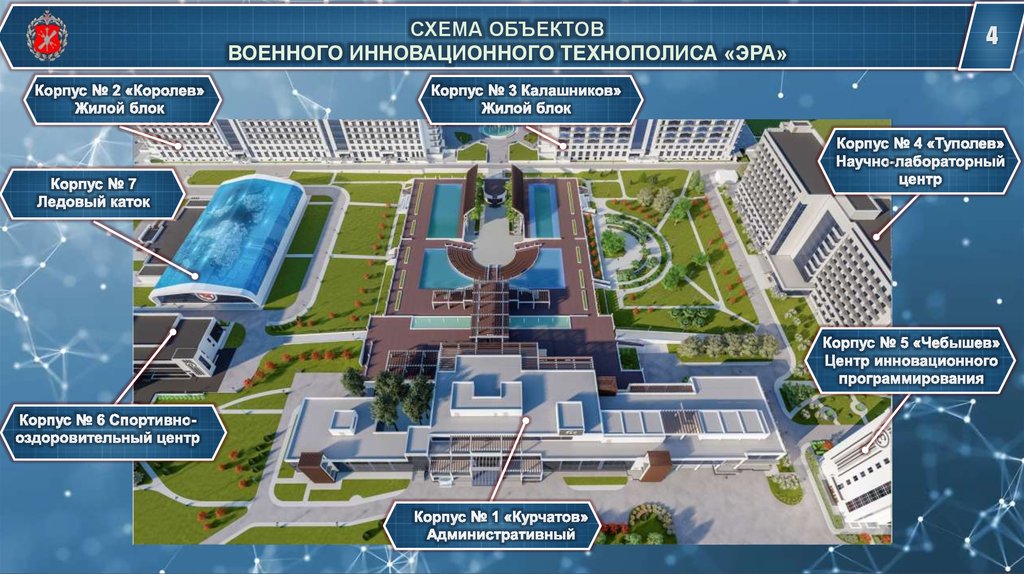 СХЕМА ОБЪЕКТОВ
ВОЕННОГО ИННОВАЦИОННОГО ТЕХНОПОЛИСА «ЭРА»
4
Корпус № 2 «Королев»
Жилой блок
Корпус № 3 Калашников»
Жилой блок
Корпус № 4 «Туполев»
Научно-лабораторный
центр
Корпус № 7
Ледовый каток
Корпус № 5 «Чебышев»
Центр инновационного
программирования
Корпус № 6 Спортивно-
оздоровительный центр
Корпус № 1 «Курчатов»
Административный